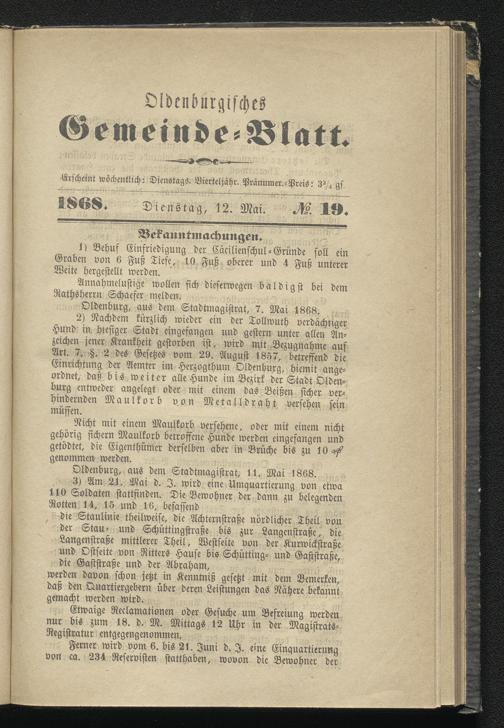 Oldenburgisches
Gemeinde-Blatt.
Erscheint wöchentlich: Dienstags. Vierteljähr. Pränumer.-Preis: 3¾ gſ
1868. Dienstag, 12. Mai. № 19.
Bekanntmachungen.
1) Behuf Einfriedigung der Cäcilienschul-Gründe soll ein
Graben von 6 Fuß Tiefe, 10 Fuß oberer und 4 Fuß unterer
Weite hergestellt werden.
Annahmelustige wollen sich dieserwegen baldigst bei dem
Rathsherrn Schaefer melden.
Oldenburg, aus dem Stadtmagistrat, 7. Mai 1868.
2) Nachdem kürzlich wieder ein der Tollwuth verdächtiger
Hund in hiesiger Stadt eingefangen und gestern unter allen An-
zeichen jener Krankheit gestorben ist, wird mit Bezugnahme auf
Art. 7, §. 2 des Gesetzes vom 29. August 1857, betreffend die
Einrichtung der Aemter im Herzogthum Oldenburg, hiemit ange-
ordnet, daß bis weiter alle Hunde im Bezirk der Stadt Olden-
burg entweder angelegt oder mit einem das Beißen sicher ver-
hindernden Maulkorb von Metalldraht versehen sein
müssen.
Nicht mit einem Maulkorb versehene, oder mit einem nicht
gehörig sichern Maulkorb betroffene Hunde werden eingefangen und
getödtet, die Eigenthümer derselben aber in Brüche bis zu 10 ₰
genommen werden.
Oldenburg, aus dem Stadtmagistrat, 11. Mai 1868.
3) Am 21. Mai d. J. wird eine Umquartierung von etwa
110 Soldaten stattfinden. Die Bewohner der dann zu belegenden
Rotten 14, 15 und 16, befassend
die Staulinie theilweise, die Achternstraße nördlicher Theil von
der Stau- und Schüttingstraße bis zur Langenstraße, die
Langenstraße mittlerer Theil, Westseite von der Kurwickstraße
und Ostseite von Ritters Hause bis Schütting- und Gaststraße,
die Gaststraße und der Abraham,
werden davon schon jetzt in Kenntniß gesetzt mit dem Bemerken,
daß den Quartiergebern über deren Leistungen das Nähere bekannt
gemacht werden wird.
Etwaige Reclamationen oder Gesuche um Befreiung werden
nur bis zum 18. d. M. Mittags 12 Uhr in der Magistrats-
Registratur entgegengenommen.
Ferner wird vom 6. bis 21. Juni d. J. eine Einquartierung
von ca. 234 Reservisten statthaben, wovon die Bewohner der